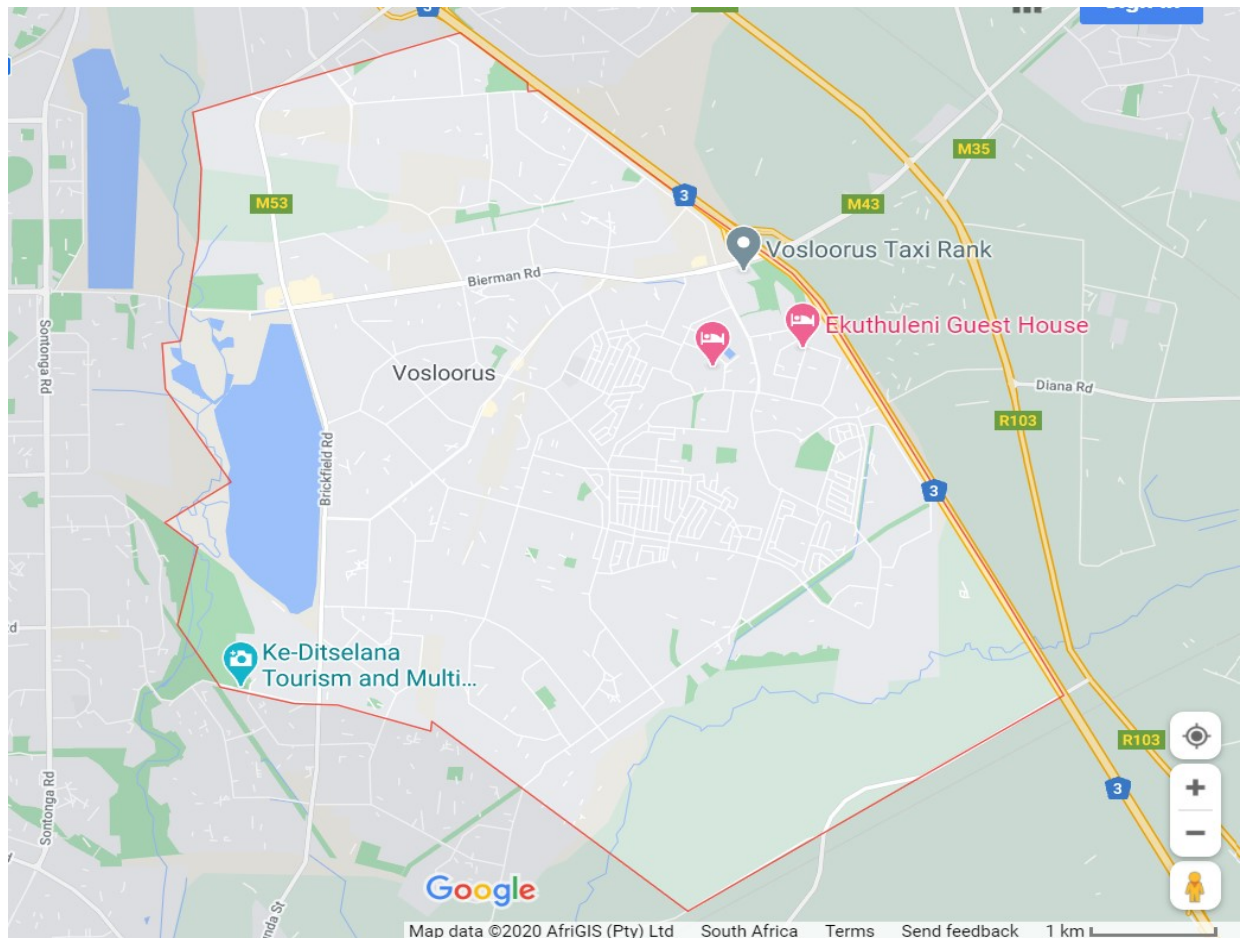 3
M35
M53
3
M43
Vosloorus Taxi Rank
Bierman Rd
Ekuthuleni Guest House
Sontonga Rd
Vosloorus
Diana Rd
R103
Brickfield Rd
3
Ke-Ditselana
Tourism and Multi...
R103
3
Sontonga Rd
Google
Map data ©2020 AfriGIS (Pty) Ltd South Africa Terms Send feedback 1 km